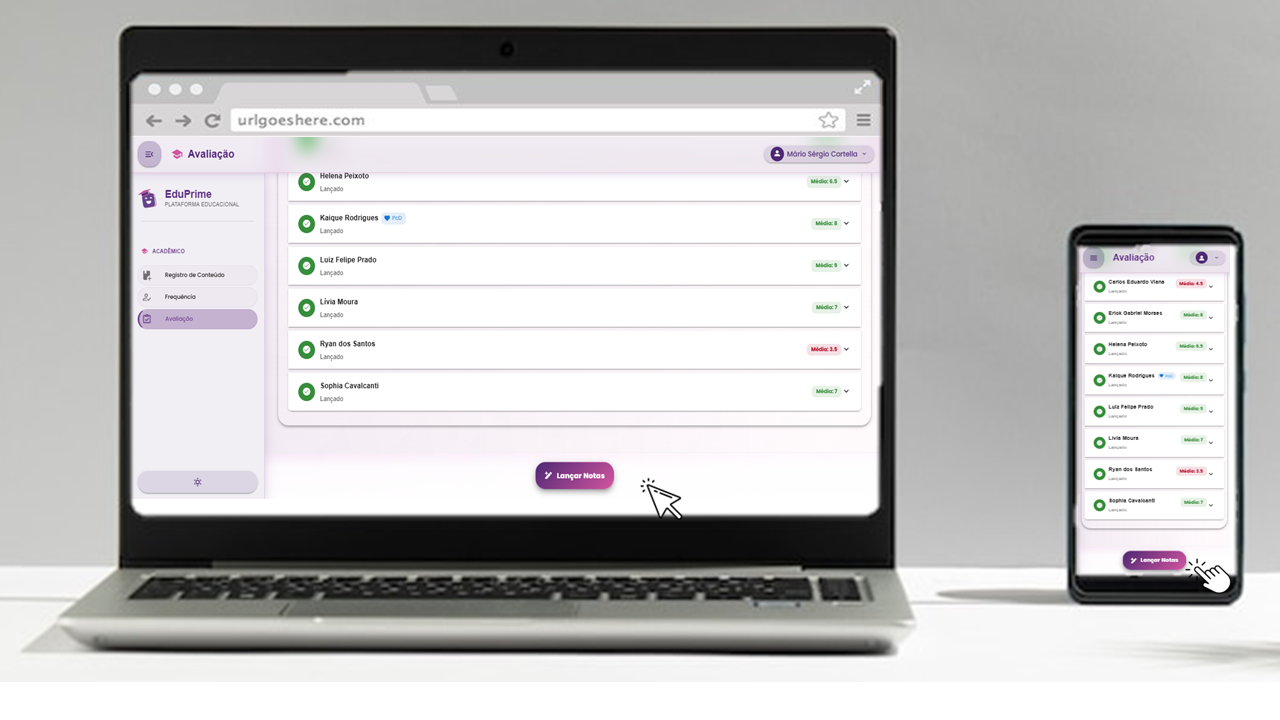 urlgoeshere.com
Avaliação
Mário Sérgio Cortella
EduPrime
PLATAFORMA EDUCACIONAL
ACADÊMICO
Registro de Conteúdo
Frequência
Avaliação
Helena Peixoto
Lançado
Média: 6.5
Kaique Rodrigues PcD
Lançado
Média: 8
Luiz Felipe Prado
Lançado
Média: 9
Lívia Moura
Lançado
Média: 7
Ryan dos Santos
Lançado
Média: 3.5
Sophia Cavalcanti
Lançado
Média: 7
Lançar Notas
Avaliação
Carlos Eduardo Viana
Lançado
Média: 4.5
Erick Gabriel Moraes
Lançado
Média: 8
Helena Peixoto
Lançado
Média: 6.5
Kaique Rodrigues PcD
Lançado
Média: 8
Luiz Felipe Prado
Lançado
Média: 9
Lívia Moura
Lançado
Média: 7
Ryan dos Santos
Lançado
Média: 3.5
Sophia Cavalcanti
Lançado
Média: 7
Lançar Notas